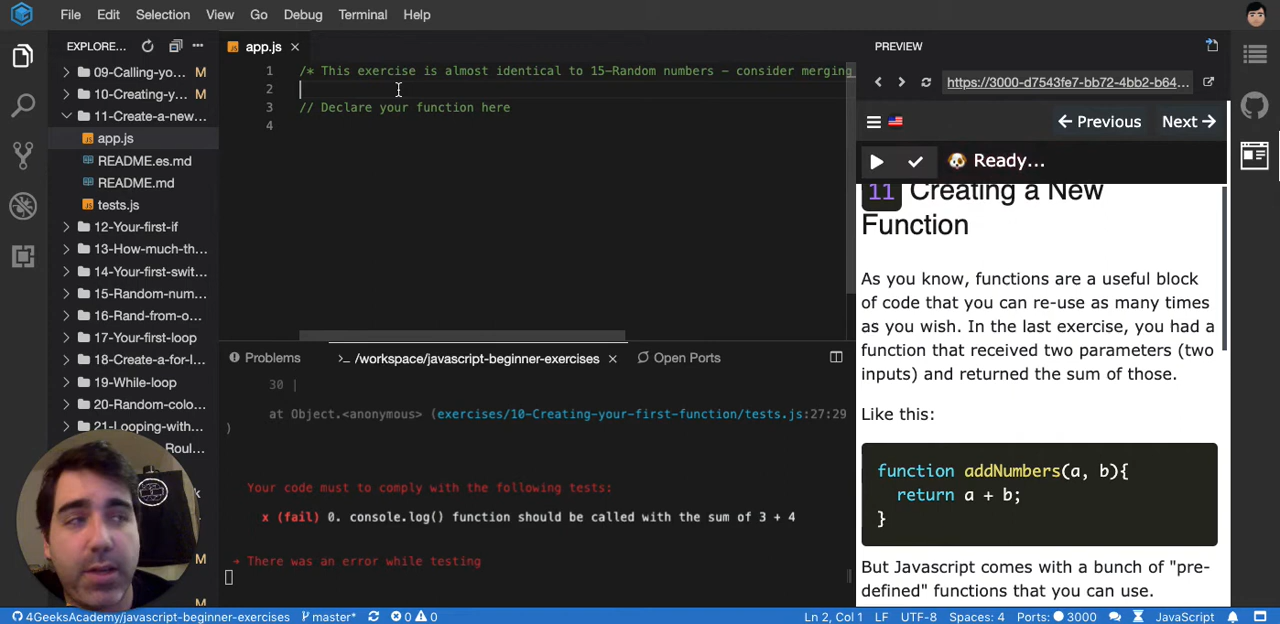 File Edit Selection View Go Debug Terminal Help
EXPLORE...
09-Calling-yo... M
10-Creating-y... M
11-Create-a-new...
app.js
README.es.md
README.md
tests.js
12-Your-first-if
13-How-much-th...
14-Your-first-swit...
15-Random-num...
16-Rand-from-o...
17-Your-first-loop
18-Create-a-for-l...
19-While-loop
20-Random-colo...
21-Looping-with...
Roul...
M
M
app.js
1 /* This exercise is almost identical to 15-Random numbers – consider merging
2
3 // Declare your function here
4
Problems
>_ /workspace/javascript-beginner-exercises
Open Ports
30 |
at Object.<anonymous> (exercises/10-Creating-your-first-function/tests.js:27:29
)
Your code must to comply with the following tests:
x (fail) 0. console.log() function should be called with the sum of 3 + 4
→ There was an error while testing
PREVIEW
https://3000-d7543fe7-bb72-4bb2-b64...
← Previous Next →
Ready...
11 Creating a New
Function
As you know, functions are a useful block
of code that you can re-use as many times
as you wish. In the last exercise, you had a
function that received two parameters (two
inputs) and returned the sum of those.
Like this:
function addNumbers(a, b){
return a + b;
}
But Javascript comes with a bunch of "pre-
defined" functions that you can use.
4GeeksAcademy/javascript-beginner-exercises master* 0 0 Ln 2, Col 1 LF UTF-8 Spaces: 4 Ports: 3000 JavaScript